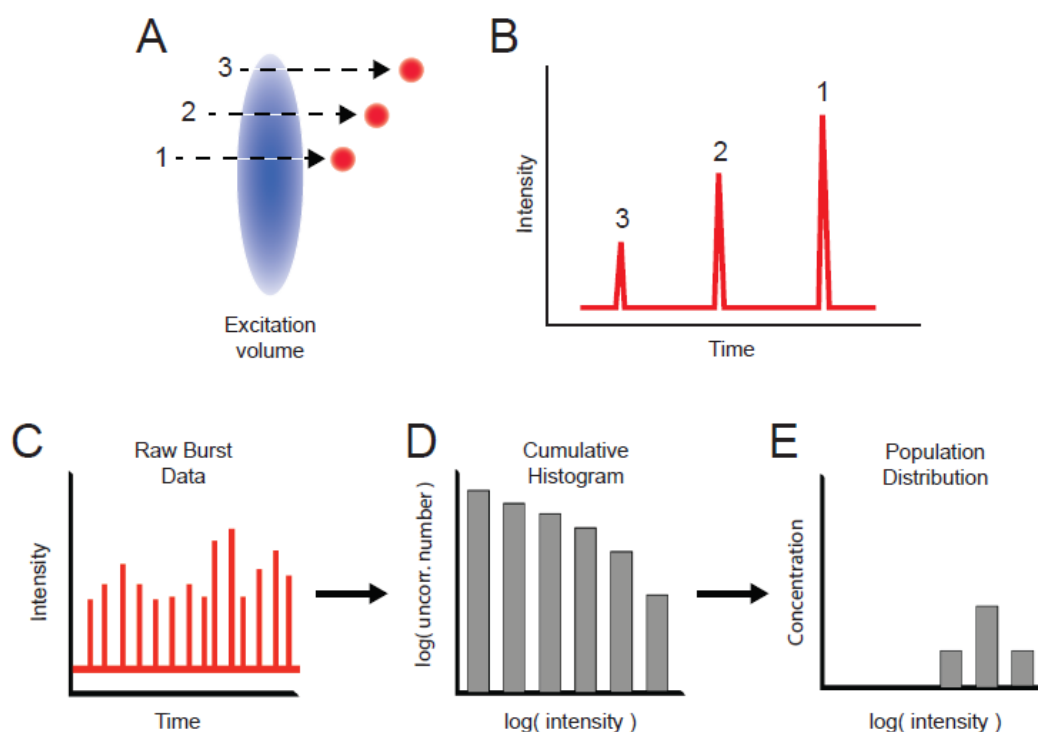 A
3
2
1
Excitation
volume
B
Intensity
3
2
1
Time
C
Raw Burst
Data
Intensity
Time
D
Cumulative
Histogram
log( uncorr. number )
log( intensity )
E
Population
Distribution
Concentration
log( intensity )